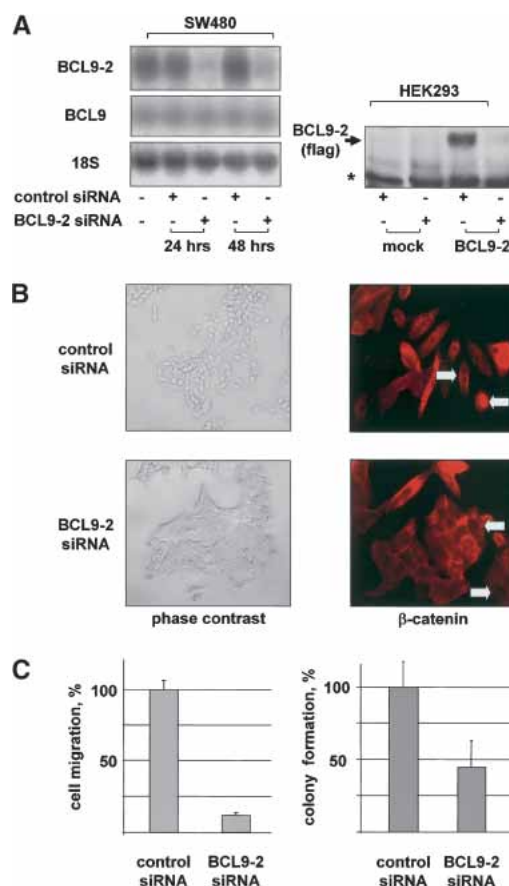 A
SW480
BCL9-2
BCL9
18S
control siRNA - + - + -
BCL9-2 siRNA - - + - +
24 hrs 48 hrs
HEK293
BCL9-2
(flag)
*
+ - + -
- + - +
mock BCL9-2
B
control
siRNA
BCL9-2
siRNA
phase contrast
β-catenin
C
cell migration, %
100
50
control
siRNA
BCL9-2
siRNA
colony formation, %
100
50
control
siRNA
BCL9-2
siRNA